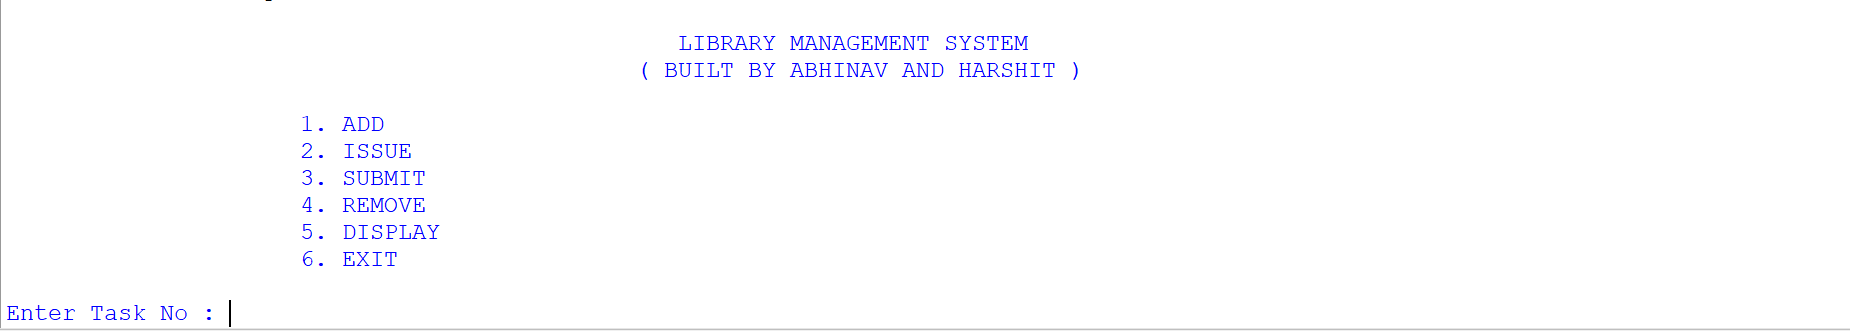 LIBRARY MANAGEMENT SYSTEM
( BUILT BY ABHINAV AND HARSHIT )
1. ADD
2. ISSUE
3. SUBMIT
4. REMOVE
5. DISPLAY
6. EXIT
Enter Task No :